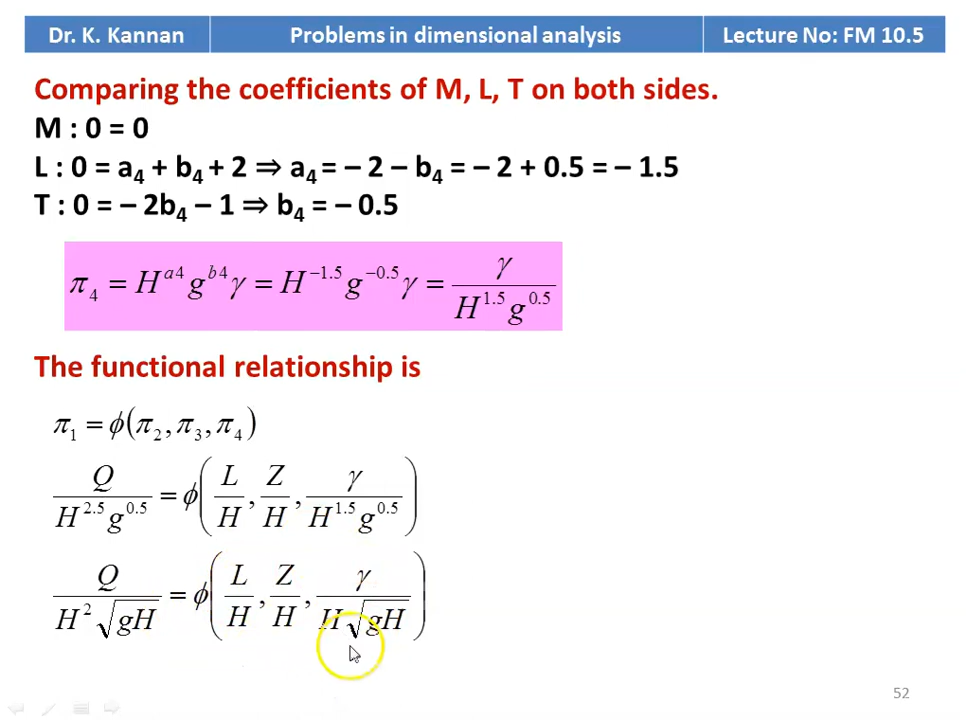 Dr. K. Kannan Problems in dimensional analysis Lecture No: FM 10.5
Comparing the coefficients of M, L, T on both sides.
M : 0 = 0
L : 0 = a₄ + b₄ + 2 ⇒ a₄ = – 2 – b₄ = – 2 + 0.5 = – 1.5
T : 0 = – 2b₄ – 1 ⇒ b₄ = – 0.5
π₄ = H^{a4} g^{b4} γ = H^{−1.5} g^{−0.5} γ = γ / (H^{1.5} g^{0.5})
The functional relationship is
π₁ = φ(π₂, π₃, π₄)
Q / (H^{2.5} g^{0.5}) = φ(L/H, Z/H, γ / (H^{1.5} g^{0.5}))
Q / (H² √gH) = φ(L/H, Z/H, γ / (H √gH))
52